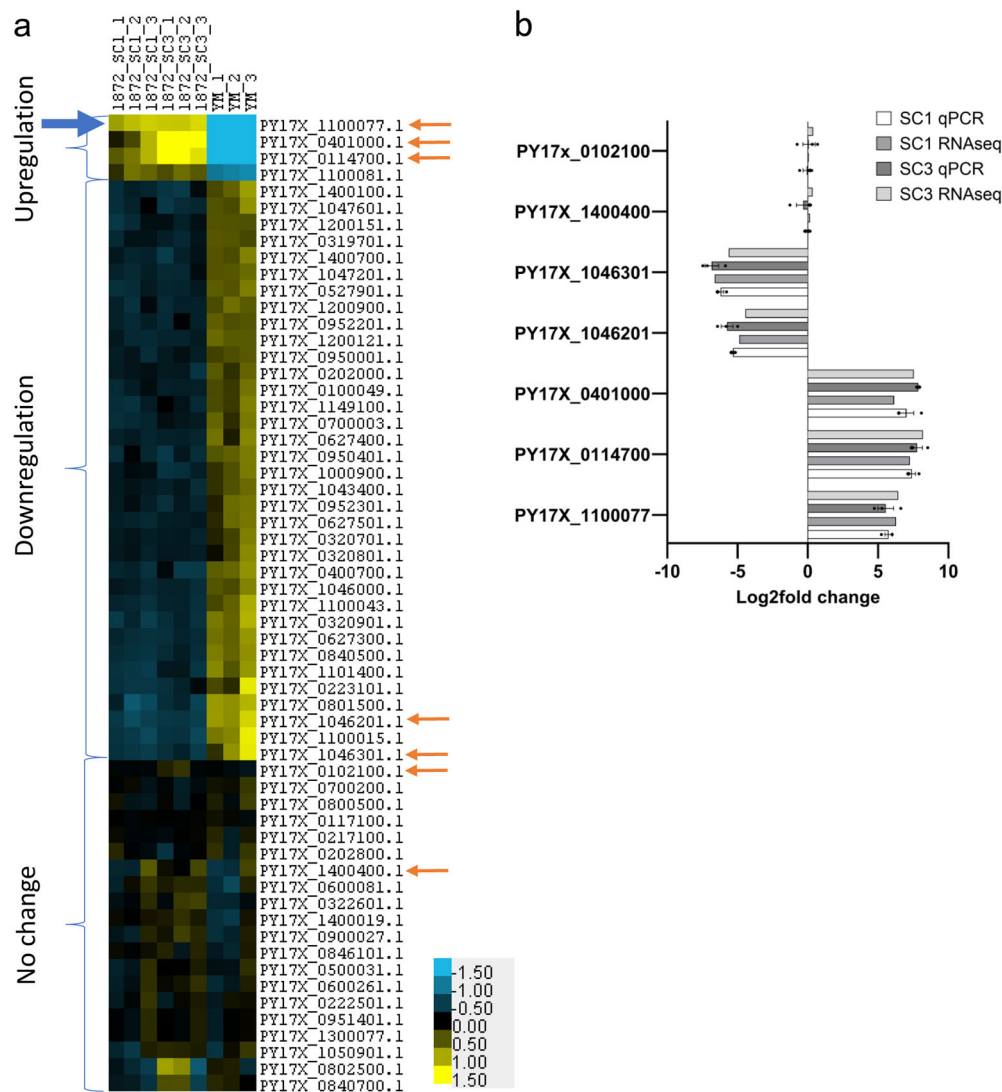 a
1872_SC1_1
1872_SC1_2
1872_SC1_3
1872_SC3_1
1872_SC3_2
1872_SC3_3
YM_1
YM_2
YM_3
Upregulation
Downregulation
No change
PY17X_1100077.1
PY17X_0401000.1
PY17X_0114700.1
PY17X_1100081.1
PY17X_1400100.1
PY17X_1047601.1
PY17X_1200151.1
PY17X_0319701.1
PY17X_1400700.1
PY17X_1047201.1
PY17X_0527901.1
PY17X_1200900.1
PY17X_0952201.1
PY17X_1200121.1
PY17X_0950001.1
PY17X_0202000.1
PY17X_0100049.1
PY17X_1149100.1
PY17X_0700003.1
PY17X_0627400.1
PY17X_0950401.1
PY17X_1000900.1
PY17X_1043400.1
PY17X_0952301.1
PY17X_0627501.1
PY17X_0320701.1
PY17X_0320801.1
PY17X_0400700.1
PY17X_1046000.1
PY17X_1100043.1
PY17X_0320901.1
PY17X_0627300.1
PY17X_0840500.1
PY17X_1101400.1
PY17X_0223101.1
PY17X_0801500.1
PY17X_1046201.1
PY17X_1100015.1
PY17X_1046301.1
PY17X_0102100.1
PY17X_0700200.1
PY17X_0800500.1
PY17X_0117100.1
PY17X_0217100.1
PY17X_0202800.1
PY17X_1400400.1
PY17X_0600081.1
PY17X_0322601.1
PY17X_1400019.1
PY17X_0900027.1
PY17X_0846101.1
PY17X_0500031.1
PY17X_0600261.1
PY17X_0222501.1
PY17X_0951401.1
PY17X_1300077.1
PY17X_1050901.1
PY17X_0802500.1
PY17X_0840700.1
-1.50
-1.00
-0.50
0.00
0.50
1.00
1.50
b
SC1 qPCR
SC1 RNAseq
SC3 qPCR
SC3 RNAseq
PY17x_0102100
PY17X_1400400
PY17X_1046301
PY17X_1046201
PY17X_0401000
PY17X_0114700
PY17X_1100077
-10 -5 0 5 10
Log2fold change